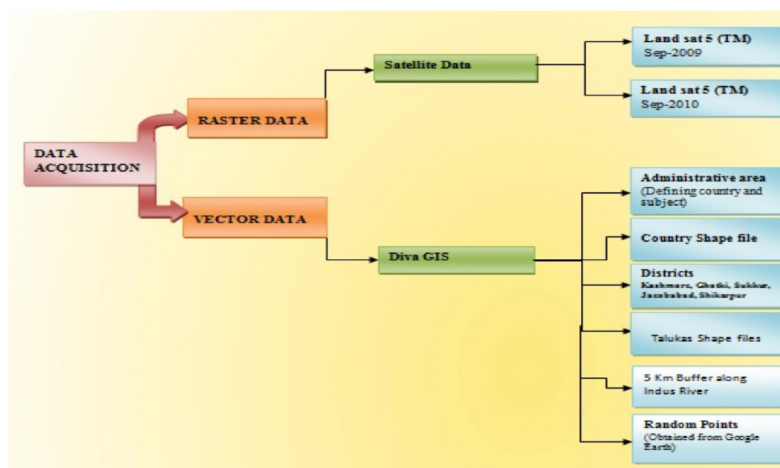 DATA
ACQUISITION
RASTER DATA
VECTOR DATA
Satellite Data
Diva GIS
Land sat 5 (TM)
Sep-2009
Land sat 5 (TM)
Sep-2010
Administrative area
(Defining country and
subject)
Country Shape file
Districts
Kashmore, Ghotki, Sukkur,
Jacobabad, Shikarpur
Talukas Shape files
5 Km Buffer along
Indus River
Random Points
(Obtained from Google
Earth)